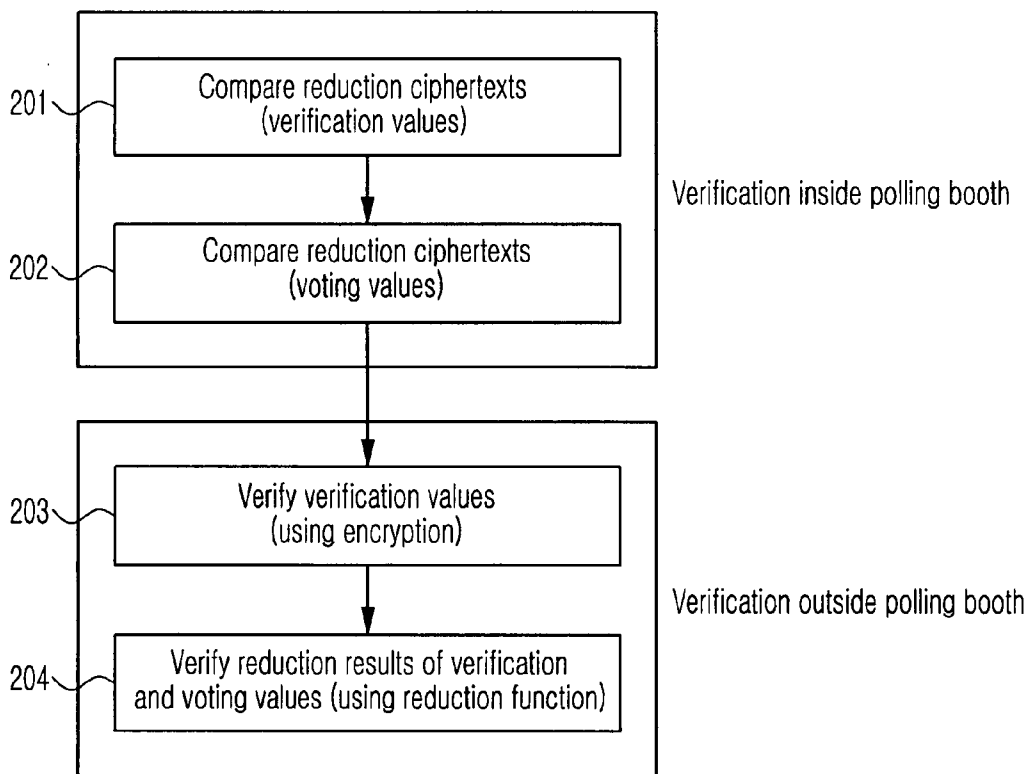 201
Compare reduction ciphertexts
(verification values)
Verification inside polling booth
202
Compare reduction ciphertexts
(voting values)
203
Verify verification values
(using encryption)
Verification outside polling booth
204
Verify reduction results of verification
and voting values (using reduction function)